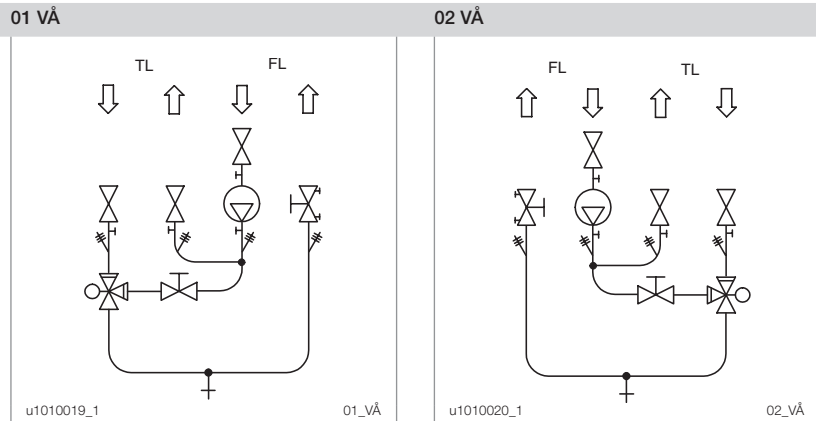 01 VÅ
02 VÅ
TL
FL
FL
TL
u1010019_1
01_VÅ
u1010020_1
02_VÅ